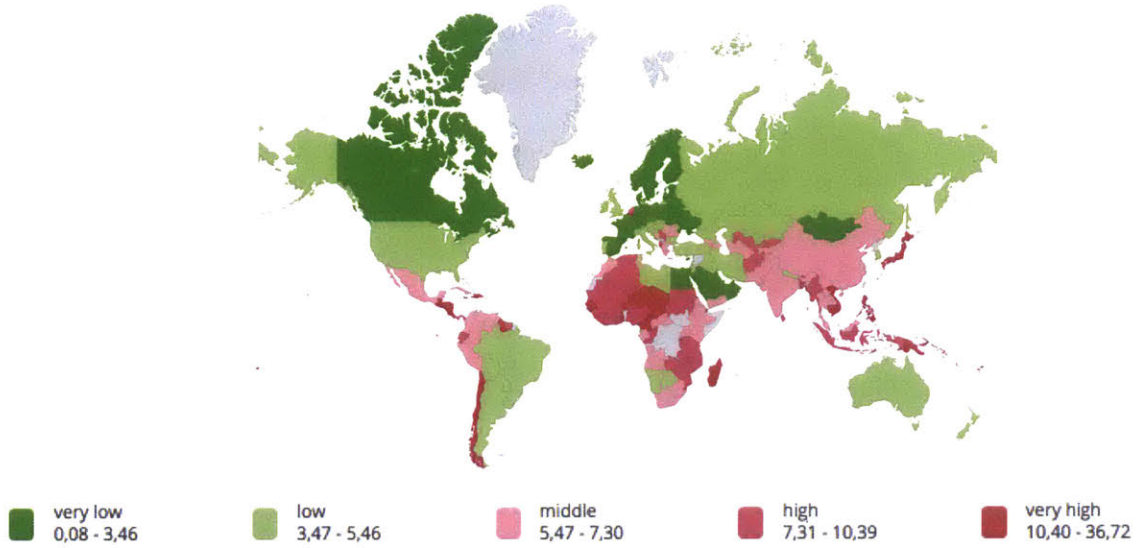 very low
0,08 - 3,46
low
3,47 - 5,46
middle
5,47 - 7,30
high
7,31 - 10,39
very high
10,40 - 36,72